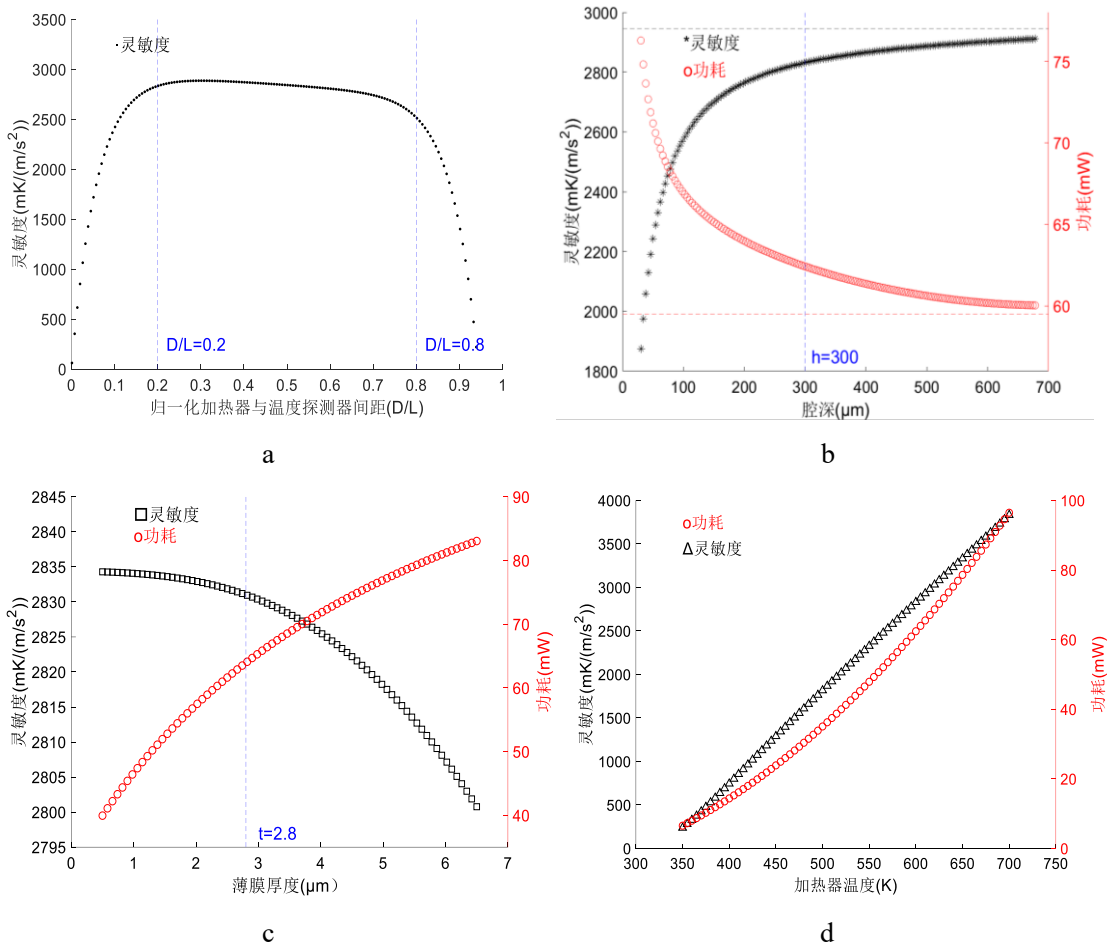 3500
3000
2500
2000
1500
1000
500
0
灵敏度(mK/(m/s²))
·灵敏度
D/L=0.2
D/L=0.8
0 0.1 0.2 0.3 0.4 0.5 0.6 0.7 0.8 0.9 1
归一化加热器与温度探测器间距(D/L)
a
3000
2800
2600
2400
2200
2000
1800
灵敏度(mK/(m/s²))
*灵敏度
o功耗
h=300
75
70
65
60
功耗(mW)
0 100 200 300 400 500 600 700
腔深(μm)
b
2845
2840
2835
2830
2825
2820
2815
2810
2805
2800
2795
灵敏度(mK/(m/s²))
□灵敏度
o功耗
t=2.8
90
80
70
60
50
40
功耗(mW)
0 1 2 3 4 5 6 7
薄膜厚度(μm）
c
4000
3500
3000
2500
2000
1500
1000
500
0
灵敏度(mK/(m/s²))
o功耗
Δ灵敏度
100
80
60
40
20
0
功耗(mW)
300 350 400 450 500 550 600 650 700 750
加热器温度(K)
d